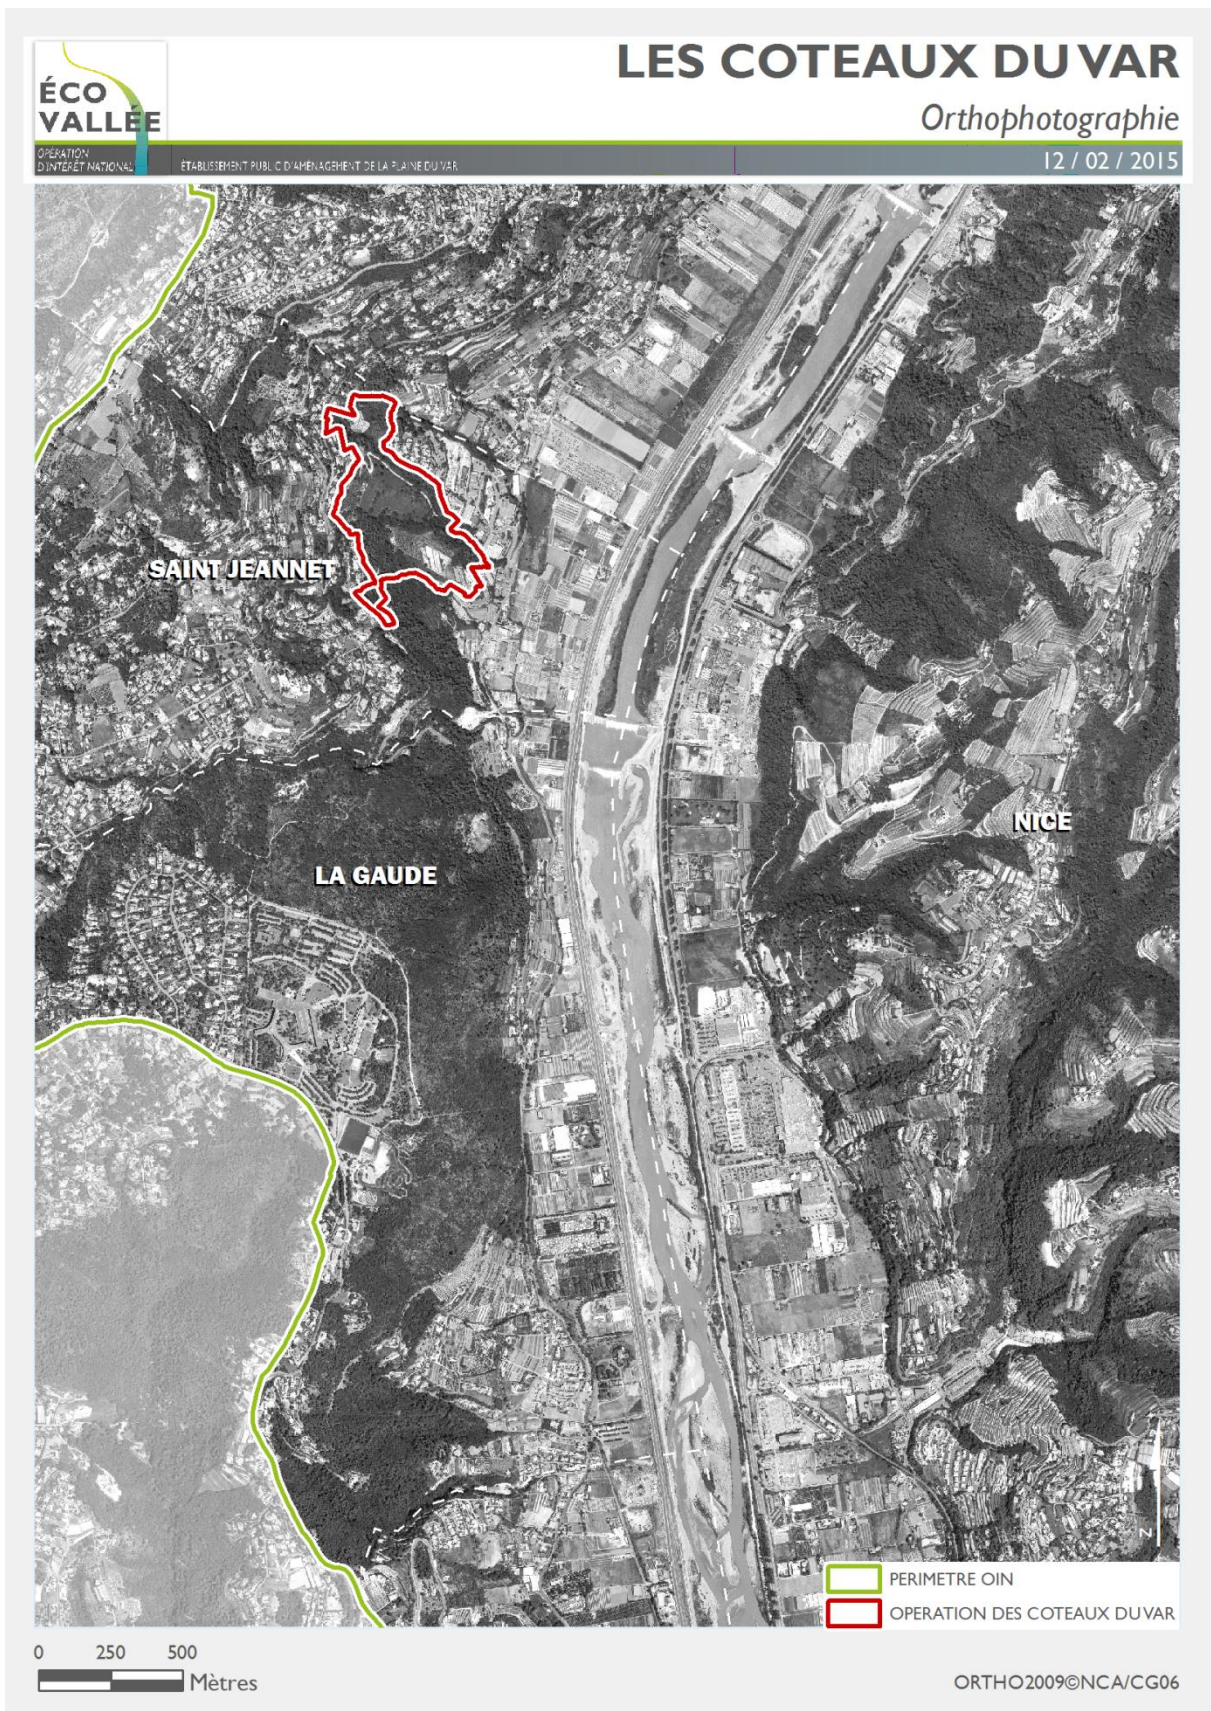 LES COTEAUX DU VAR
ÉCO
VALLÉE
Orthophotographie
OPÉRATION
D'INTÉRÊT NATIONAL
ÉTABLISSEMENT PUBLIC D'AMÉNAGEMENT DE LA PLAINE DU VAR
12 / 02 / 2015
SAINT JEANNET
NICE
LA GAUDE
N
PERIMETRE OIN
OPERATION DES COTEAUX DU VAR
0 250 500
Mètres
ORTHO2009©NCA/CG06